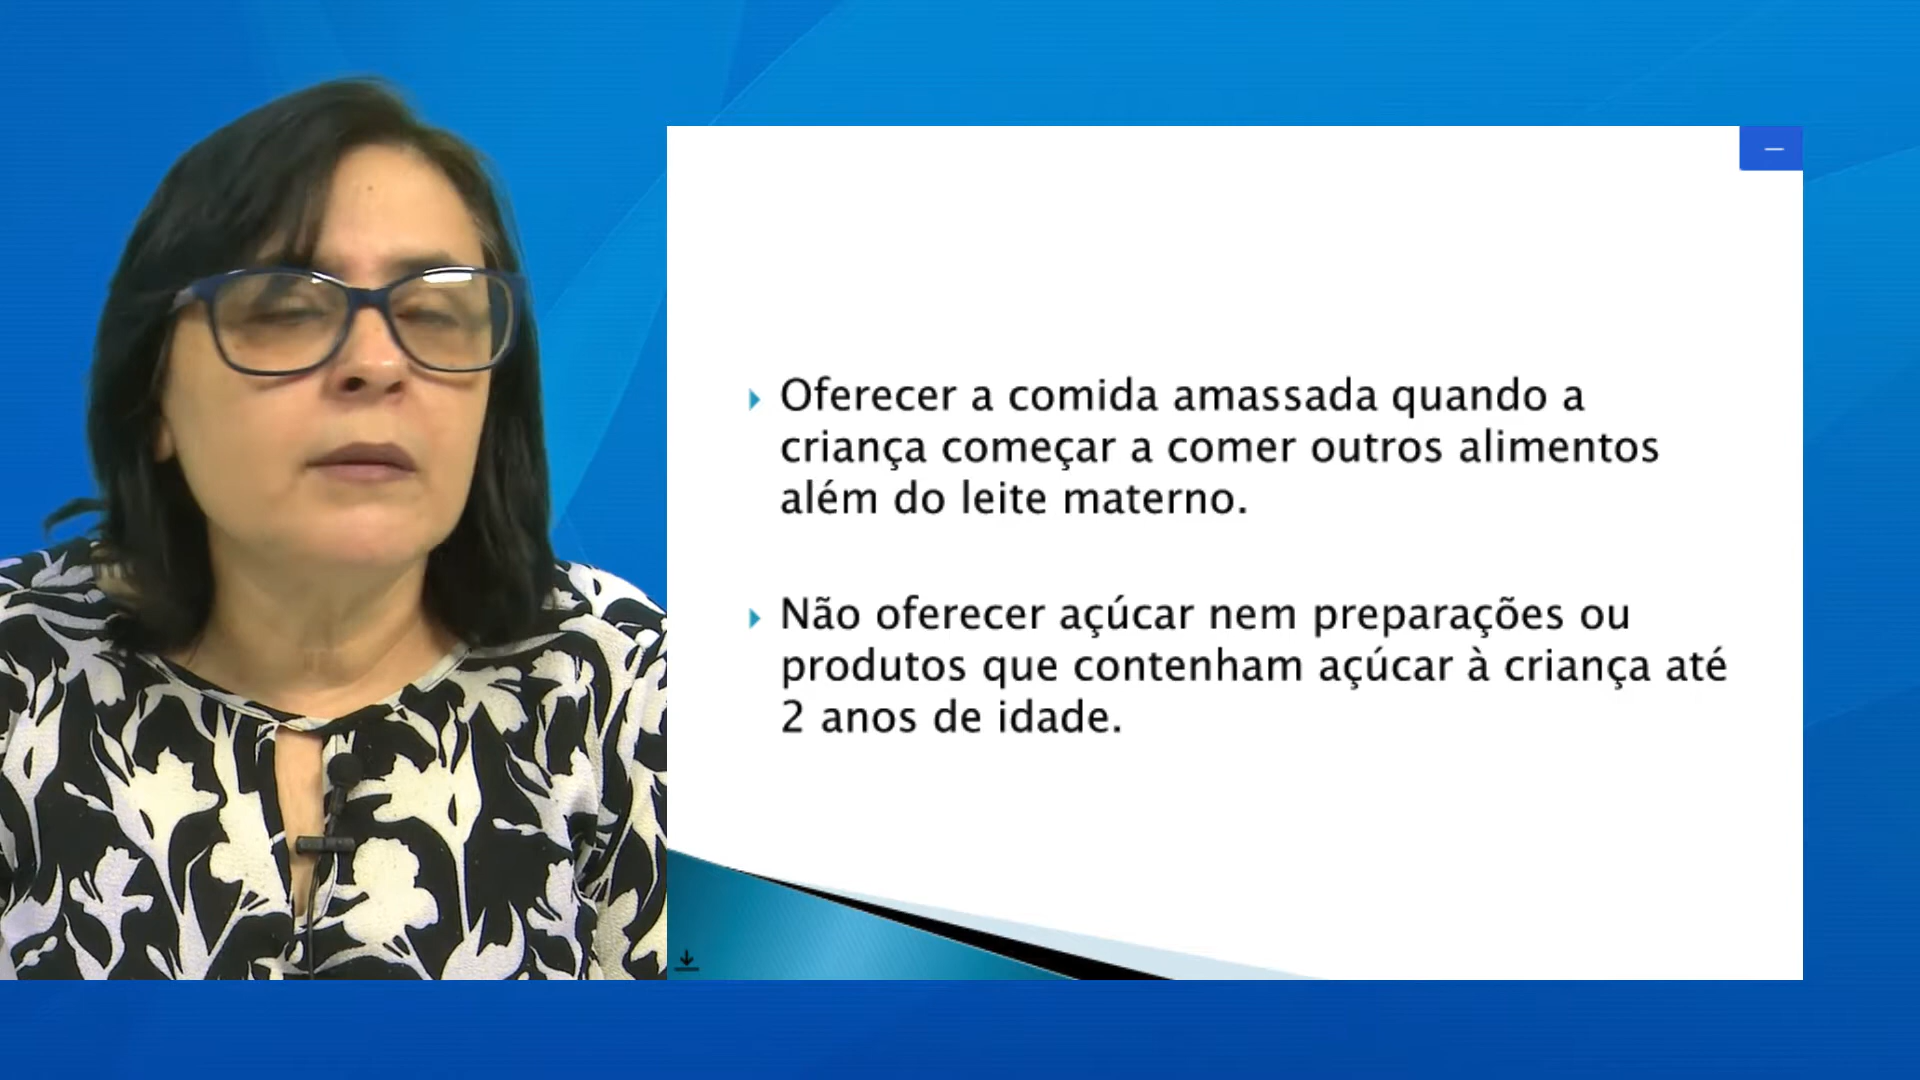 Oferecer a comida amassada quando a
criança começar a comer outros alimentos
além do leite materno.
Não oferecer açúcar nem preparações ou
produtos que contenham açúcar à criança até
2 anos de idade.